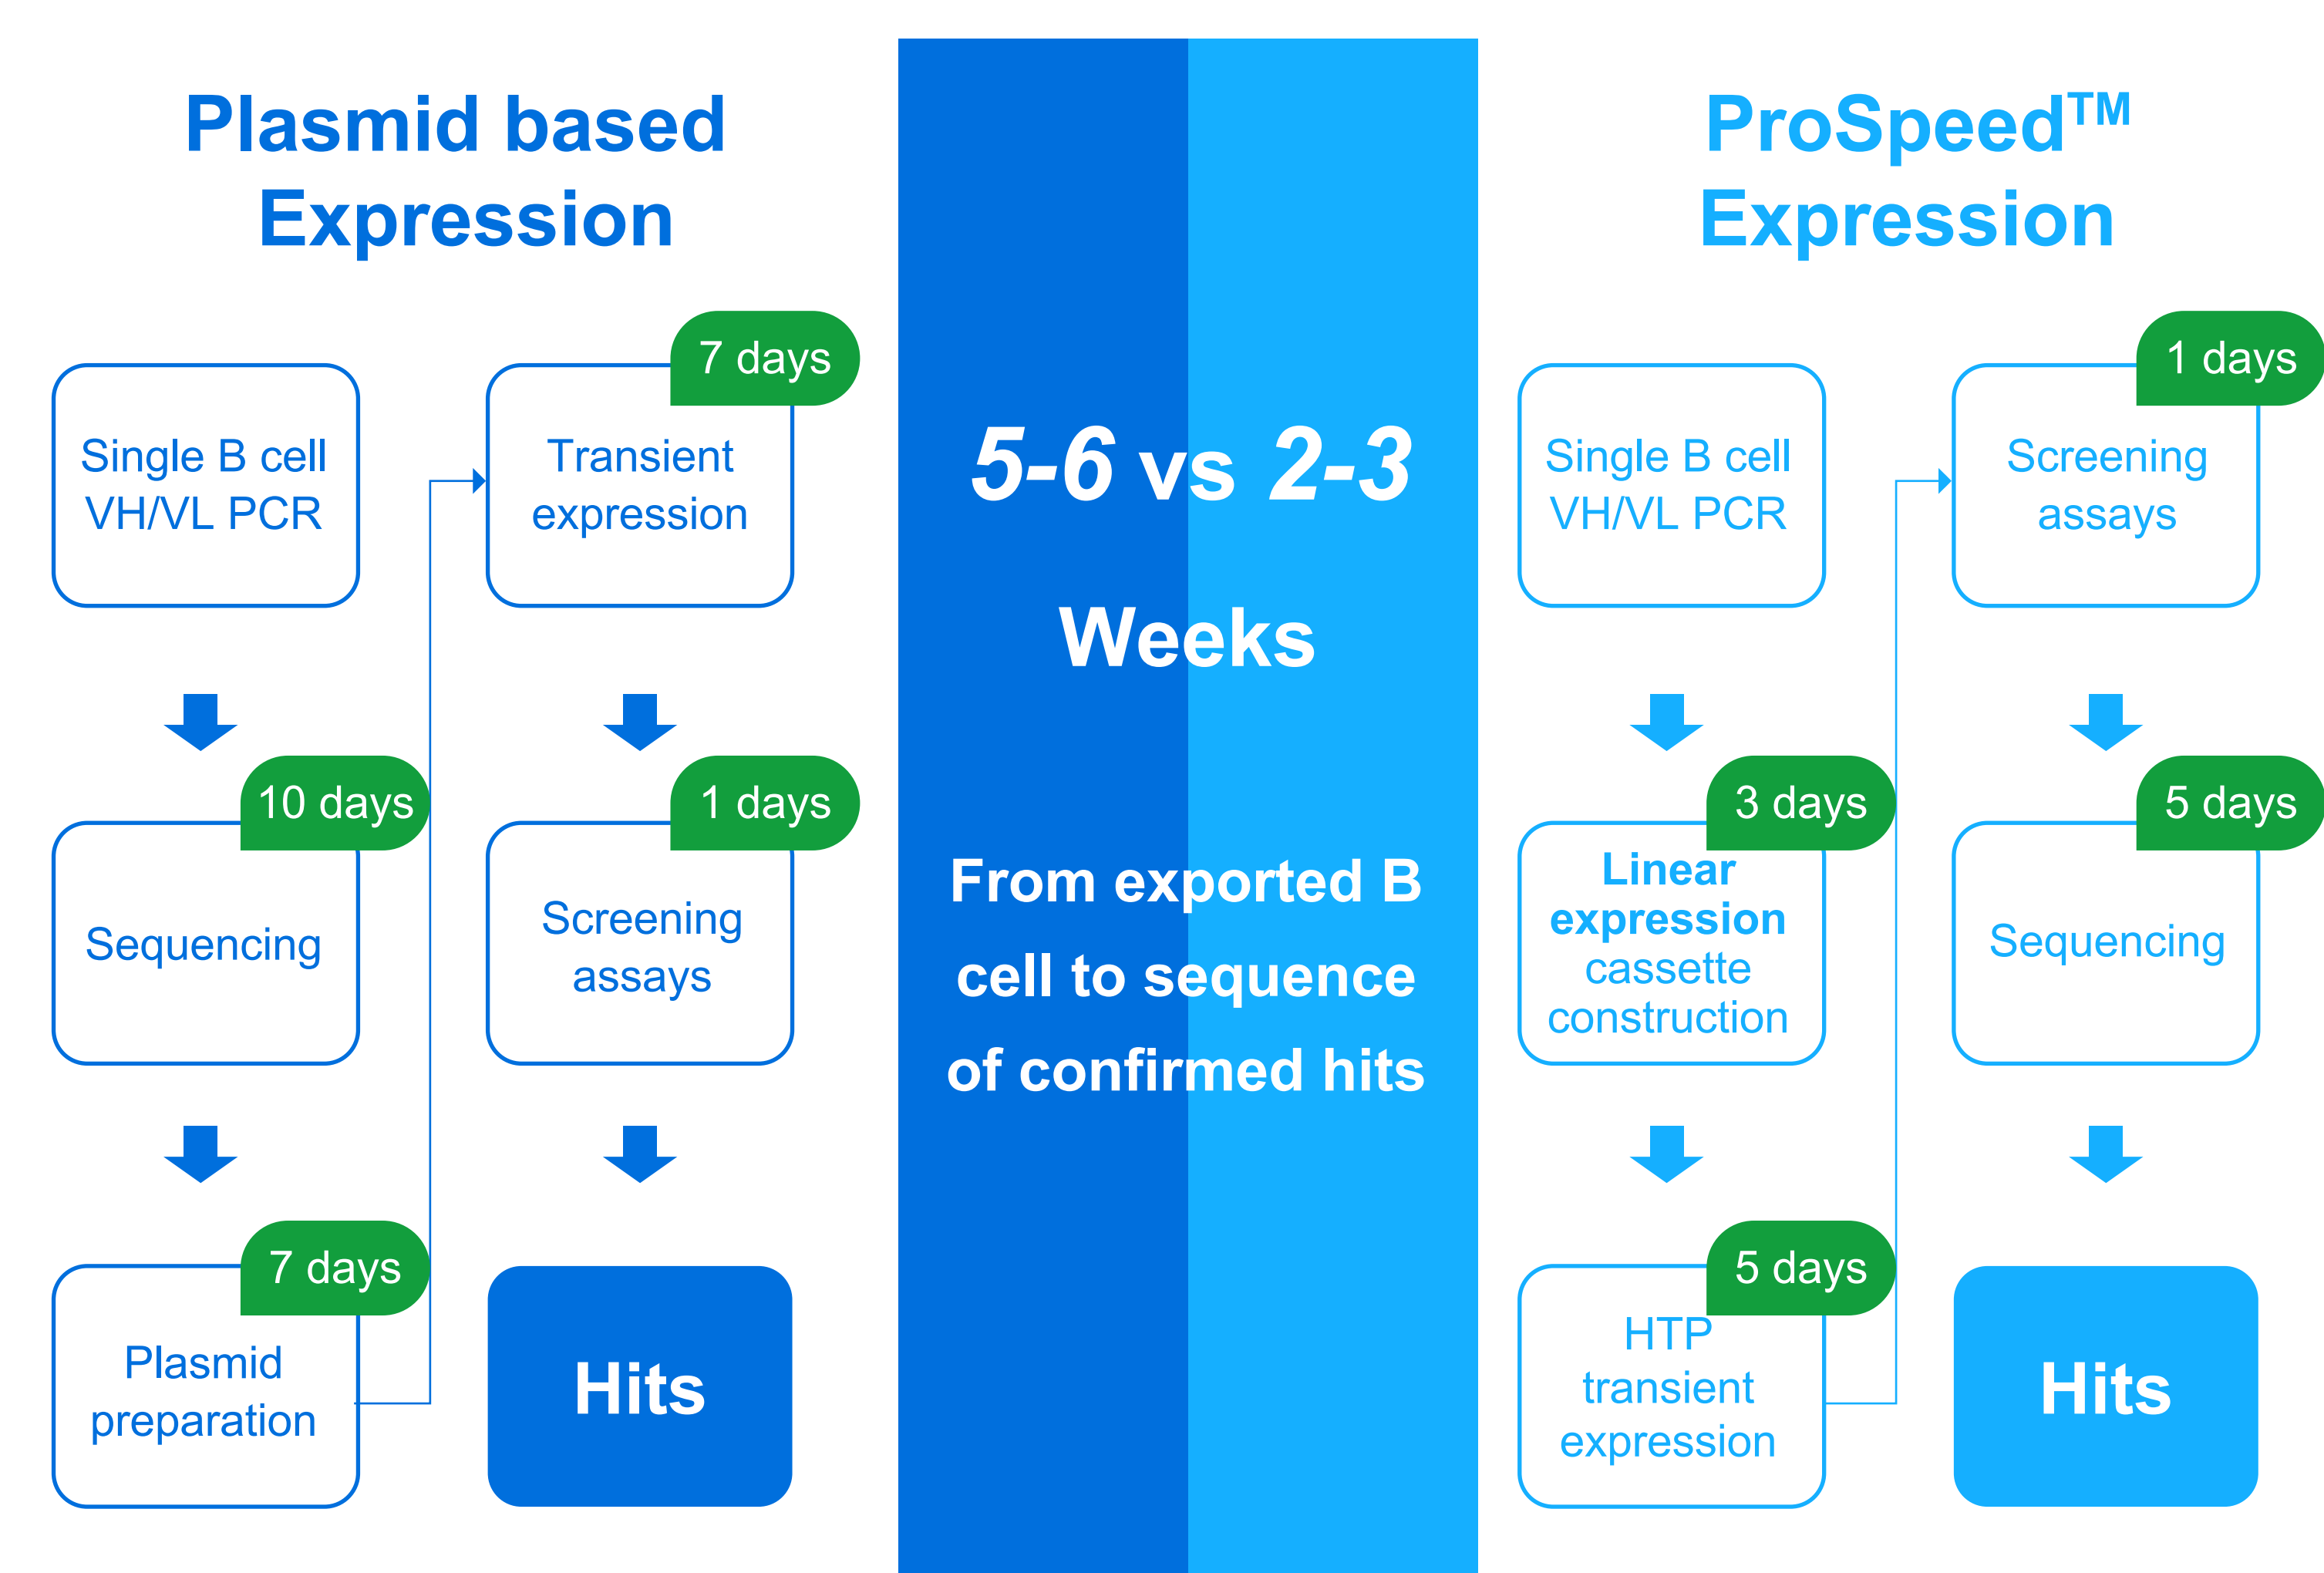 Plasmid based
Expression
Single B cell
VH/VL PCR
10 days
Sequencing
7 days
Plasmid
preparation
7 days
Transient
expression
1 days
Screening
assays
Hits
5-6 vs 2-3
Weeks
From exported B
cell to sequence
of confirmed hits
ProSpeed™
Expression
Single B cell
VH/VL PCR
3 days
Linear
expression
cassette
construction
5 days
HTP
transient
expression
1 days
Screening
assays
5 days
Sequencing
Hits